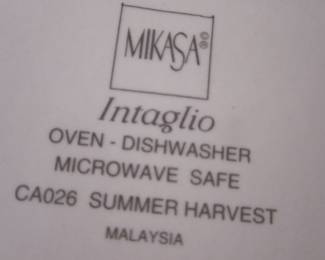 MIKASA©
Intaglio
OVEN - DISHWASHER
MICROWAVE SAFE
CA026 SUMMER HARVEST
MALAYSIA